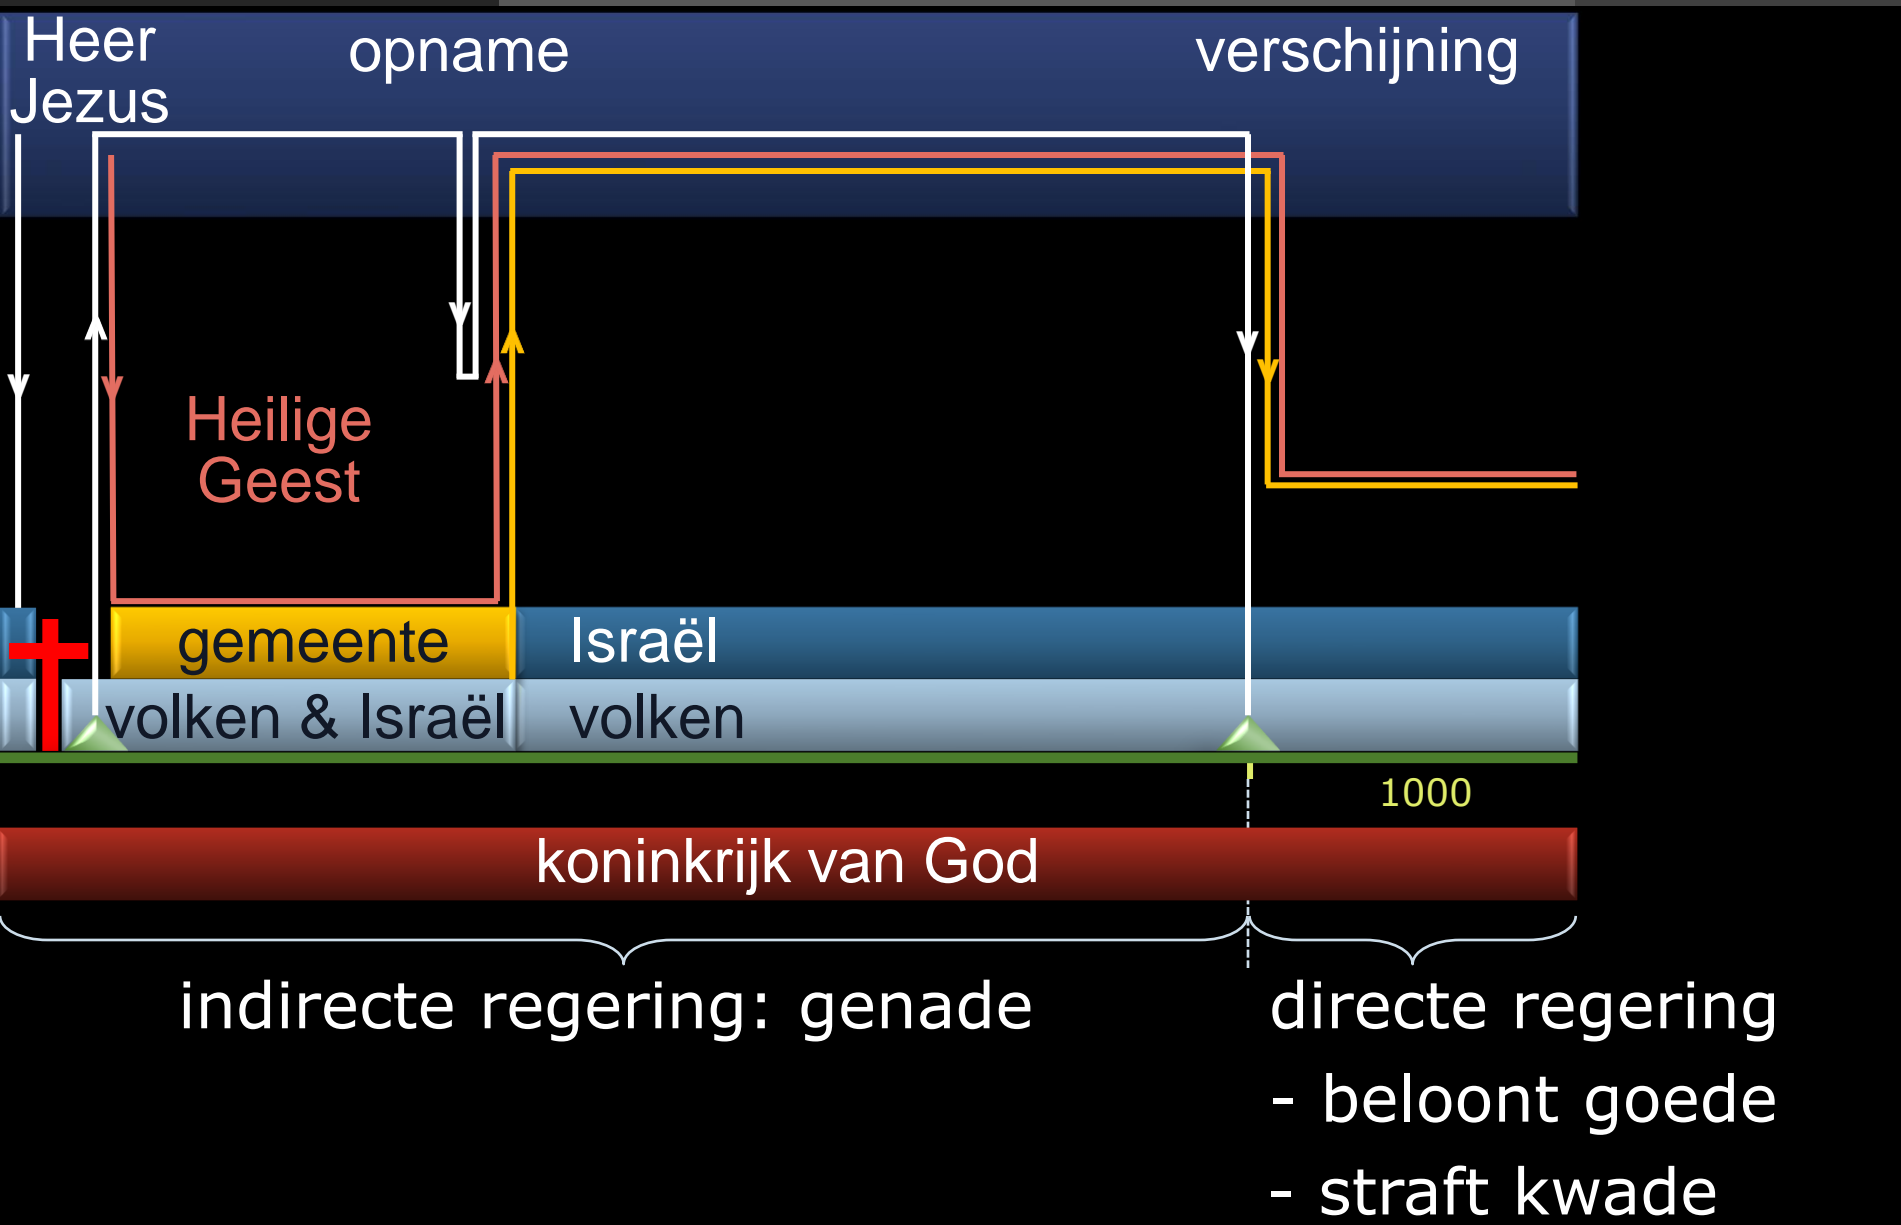 Heer
Jezus
opname
verschijning
Heilige
Geest
gemeente
Israël
volken & Israël
volken
1000
koninkrijk van God
indirecte regering: genade
directe regering
- beloont goede
- straft kwade